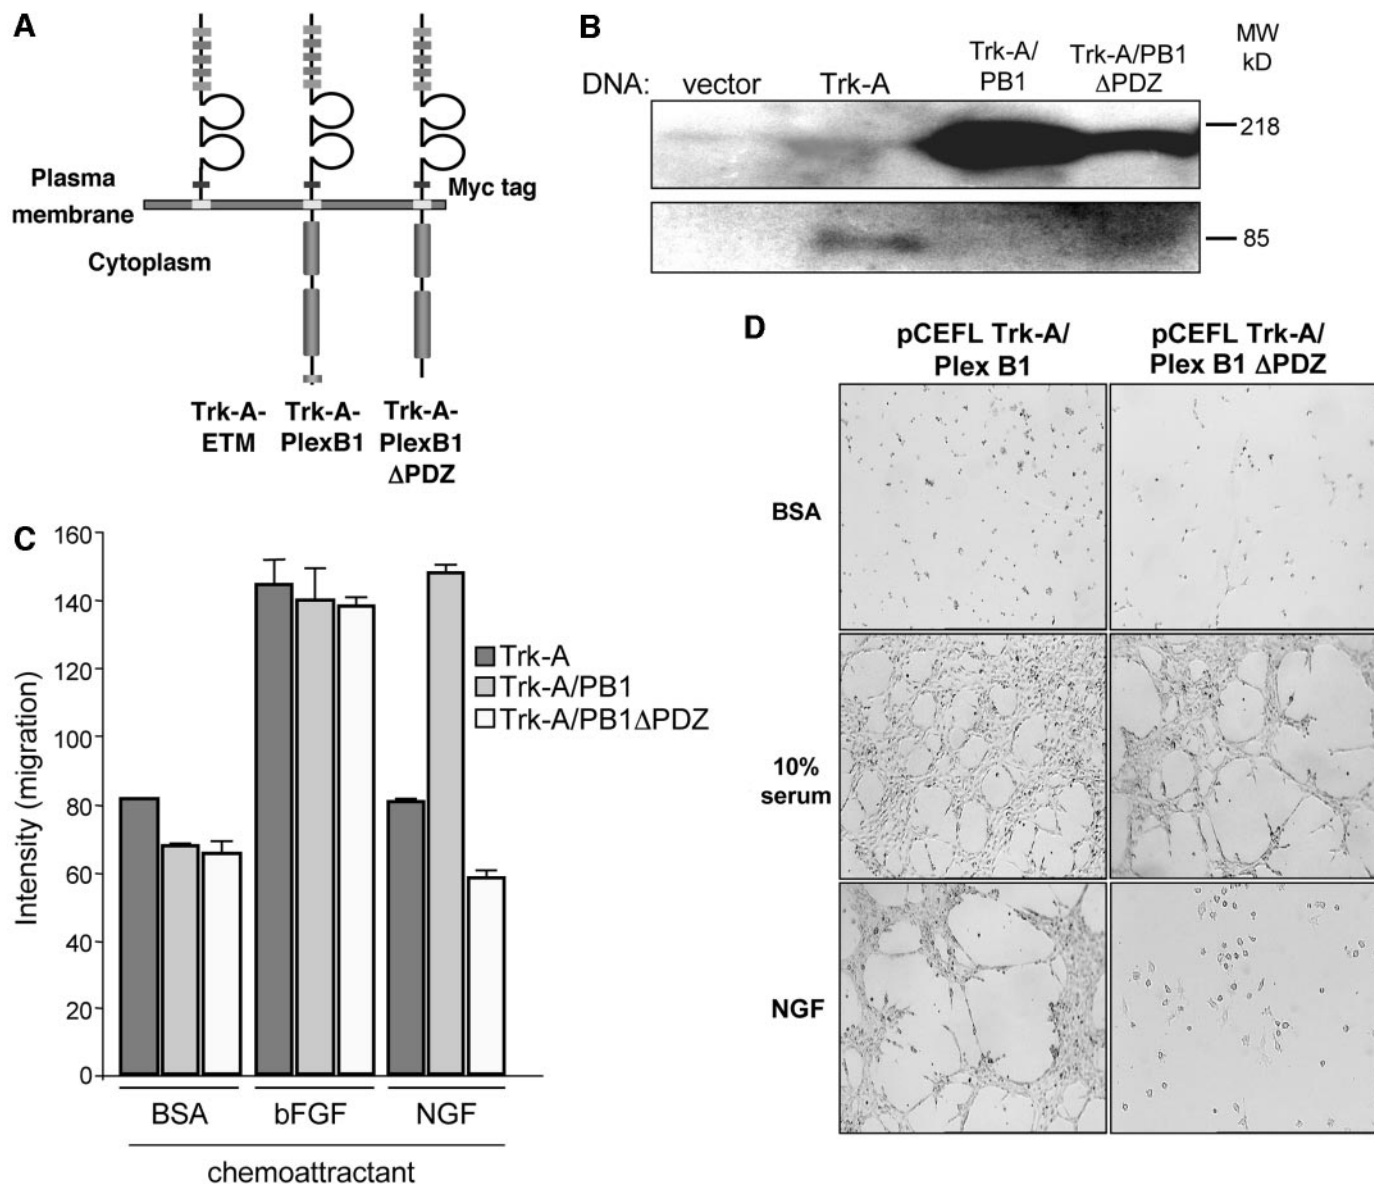 A
Plasma
membrane
Myc tag
Cytoplasm
Trk-A-
ETM
Trk-A-
PlexB1
Trk-A-
PlexB1
ΔPDZ
B
MW
kD
DNA:
vector
Trk-A
Trk-A/
PB1
Trk-A/PB1
ΔPDZ
218
85
C
160
140
120
100
80
60
40
20
0
Intensity (migration)
Trk-A
Trk-A/PB1
Trk-A/PB1ΔPDZ
BSA
bFGF
NGF
chemoattractant
D
pCEFL Trk-A/
Plex B1
pCEFL Trk-A/
Plex B1 ΔPDZ
BSA
10%
serum
NGF